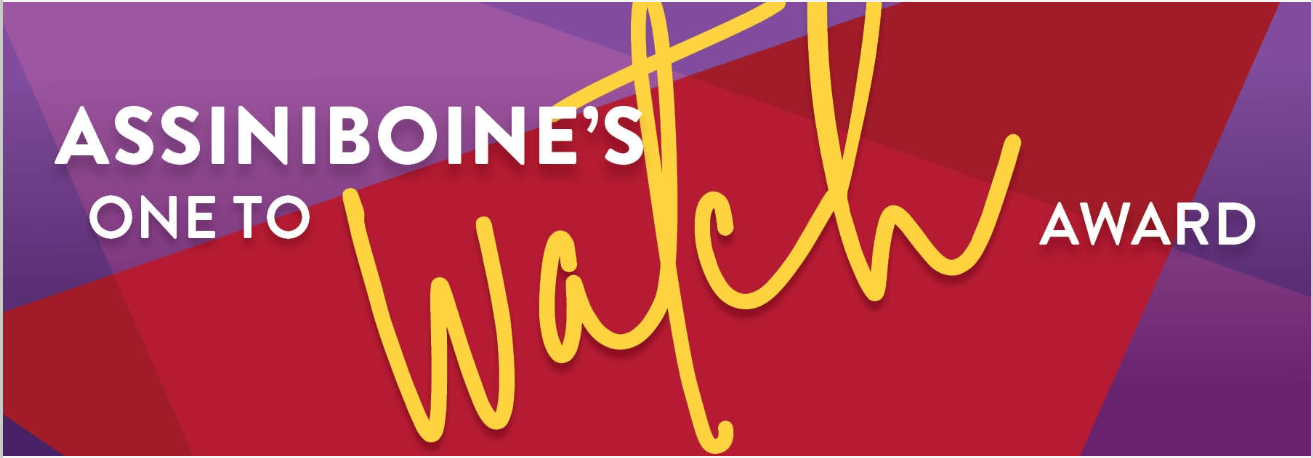 ASSINIBOINE'S
ONE TO Watch AWARD